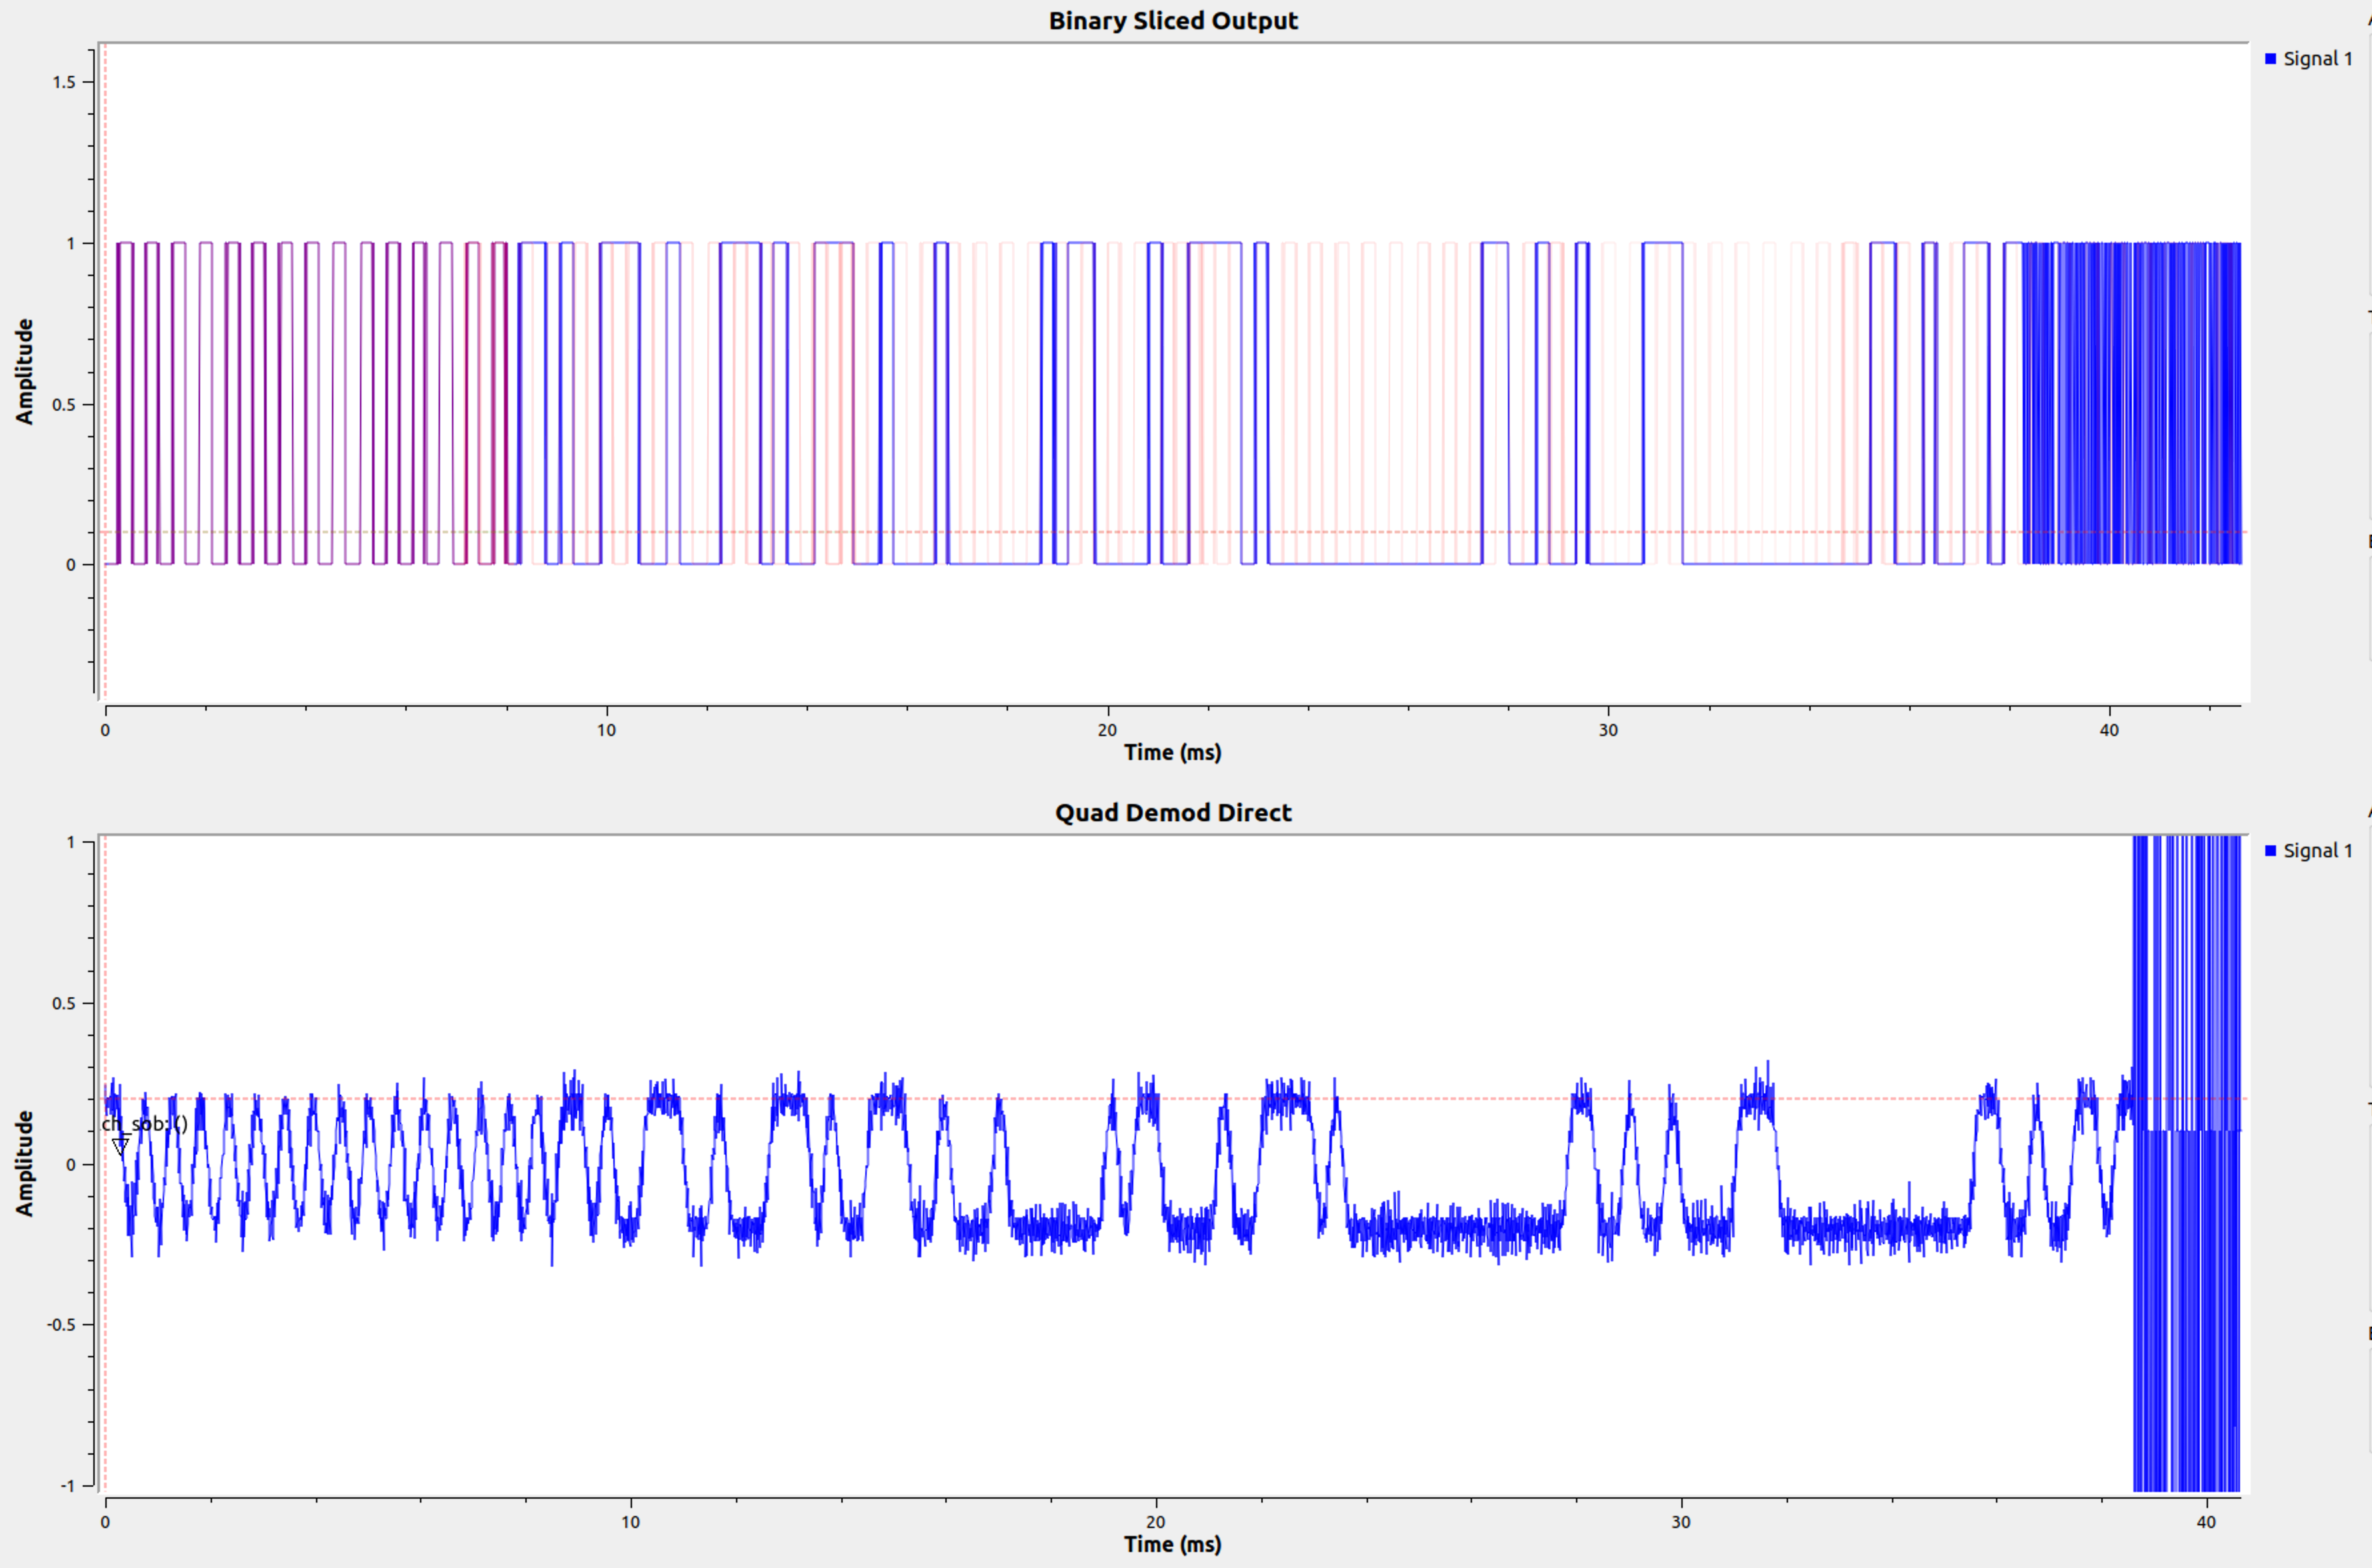 Binary Sliced Output
Signal 1
1.5
1
0.5
0
Amplitude
0 10 20 30 40
Time (ms)
Quad Demod Direct
Signal 1
1
0.5
0
-0.5
-1
Amplitude
ch_sob: ()
0 10 20 30 40
Time (ms)